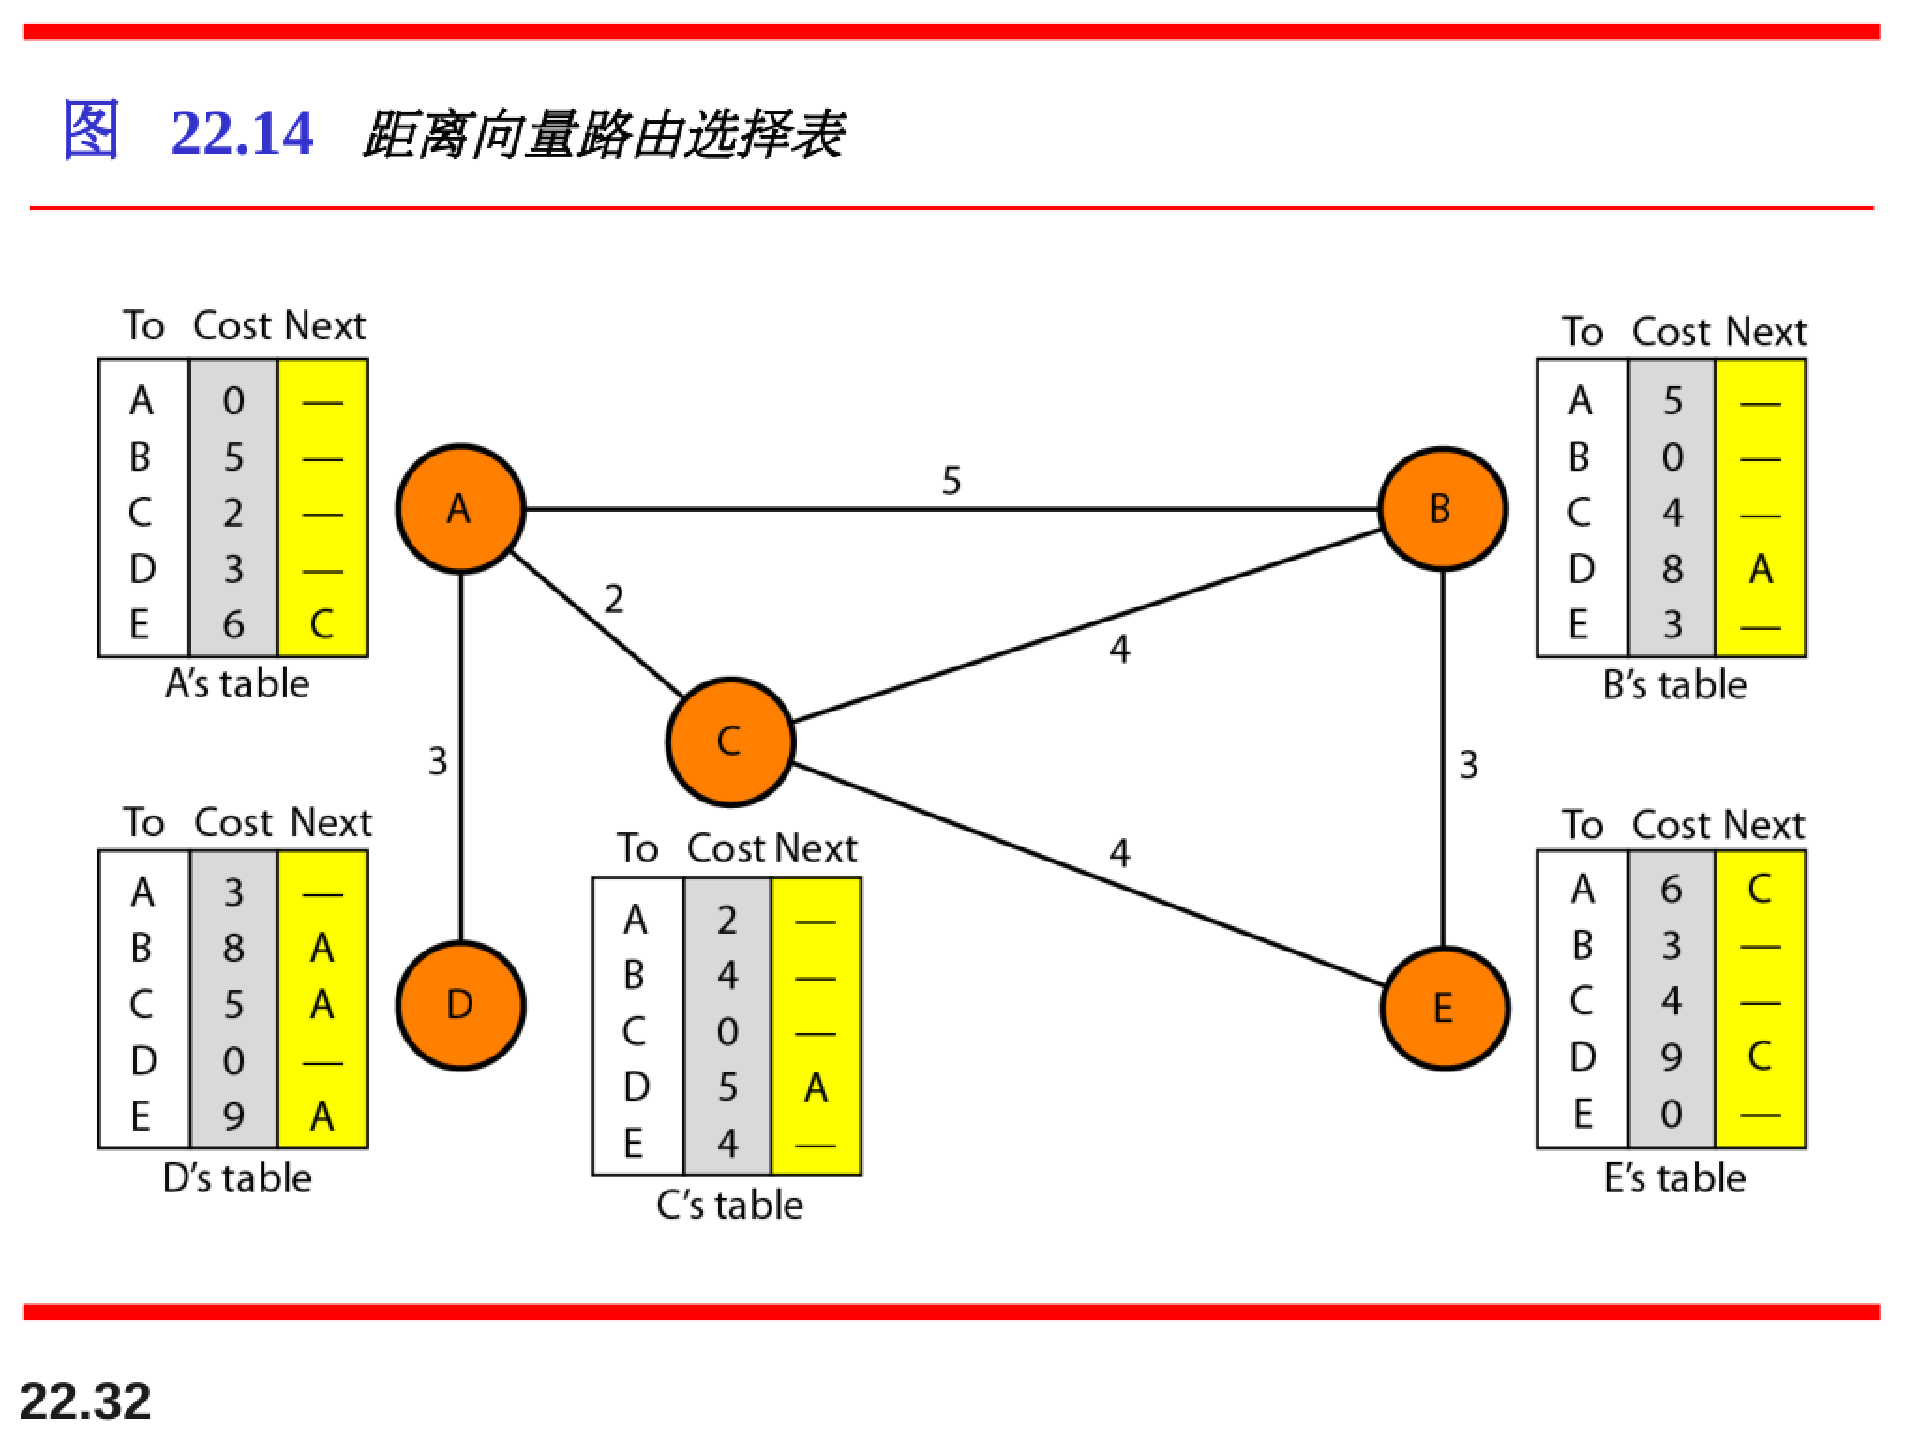 图 22.14 距离向量路由选择表
To Cost Next
A 0 —
B 5 —
C 2 —
D 3 —
E 6 C
A's table
To Cost Next
A 5 —
B 0 —
C 4 —
D 8 A
E 3 —
B's table
A
5
B
2
4
C
3
3
4
D
E
To Cost Next
A 3 —
B 8 A
C 5 A
D 0 —
E 9 A
D's table
To Cost Next
A 2 —
B 4 —
C 0 —
D 5 A
E 4 —
C's table
To Cost Next
A 6 C
B 3 —
C 4 —
D 9 C
E 0 —
E's table
22.32